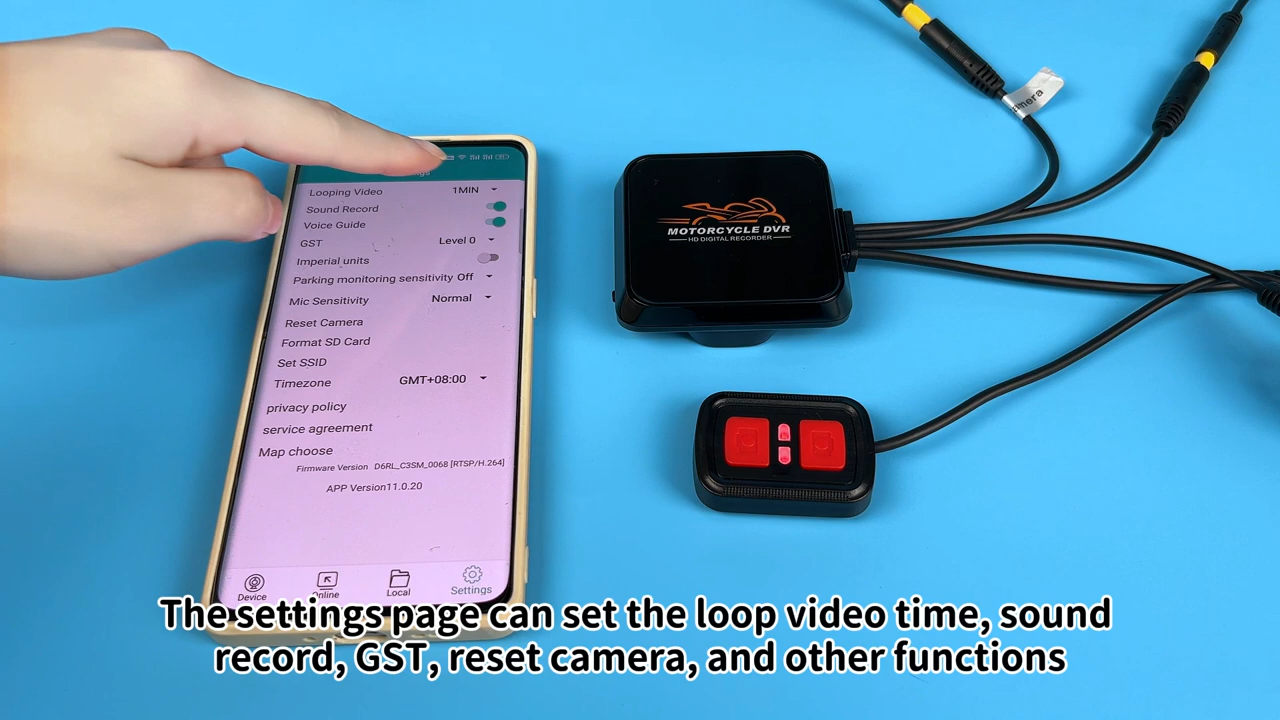 Looping Video 1MIN
Sound Record
Voice Guide
GST Level 0
Imperial units
Parking monitoring sensitivity Off
Mic Sensitivity Normal
Reset Camera
Format SD Card
Set SSID
Timezone GMT+08:00
privacy policy
service agreement
Map choose
Firmware Version D6RL_C3SM_0068 [RTSP/H.264]
APP Version11.0.20
Device Online Local Settings
MOTORCYCLE DVR
HD DIGITAL RECORDER
The settings page can set the loop video time, sound
record, GST, reset camera, and other functions